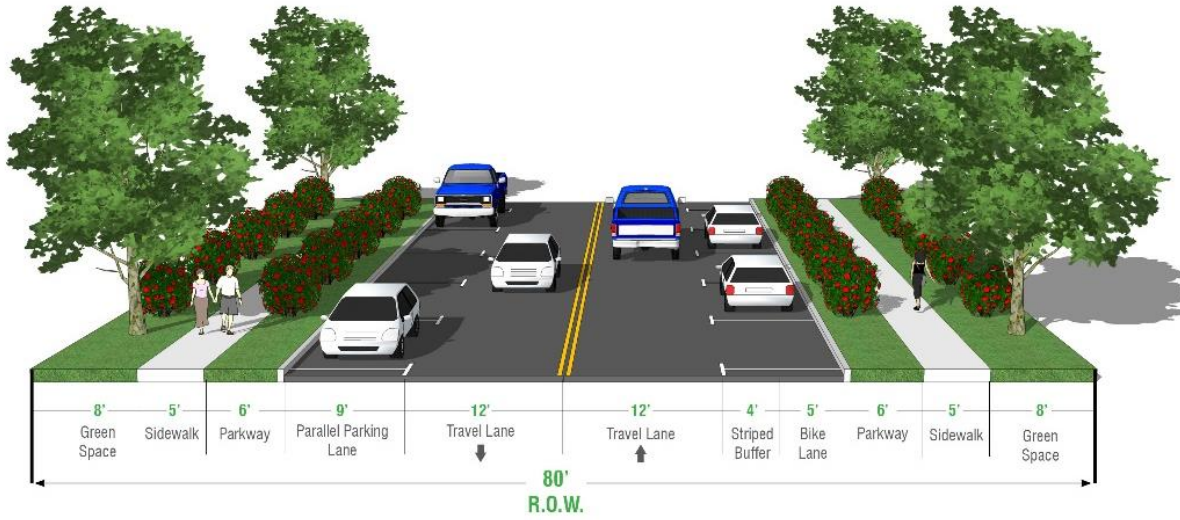 8' 5' 6' 9' 12' 12' 4' 5' 6' 5' 8'
Green Space
Sidewalk
Parkway
Parallel Parking Lane
Travel Lane
Travel Lane
Striped Buffer
Bike Lane
Parkway
Sidewalk
Green Space
80'
R.O.W.